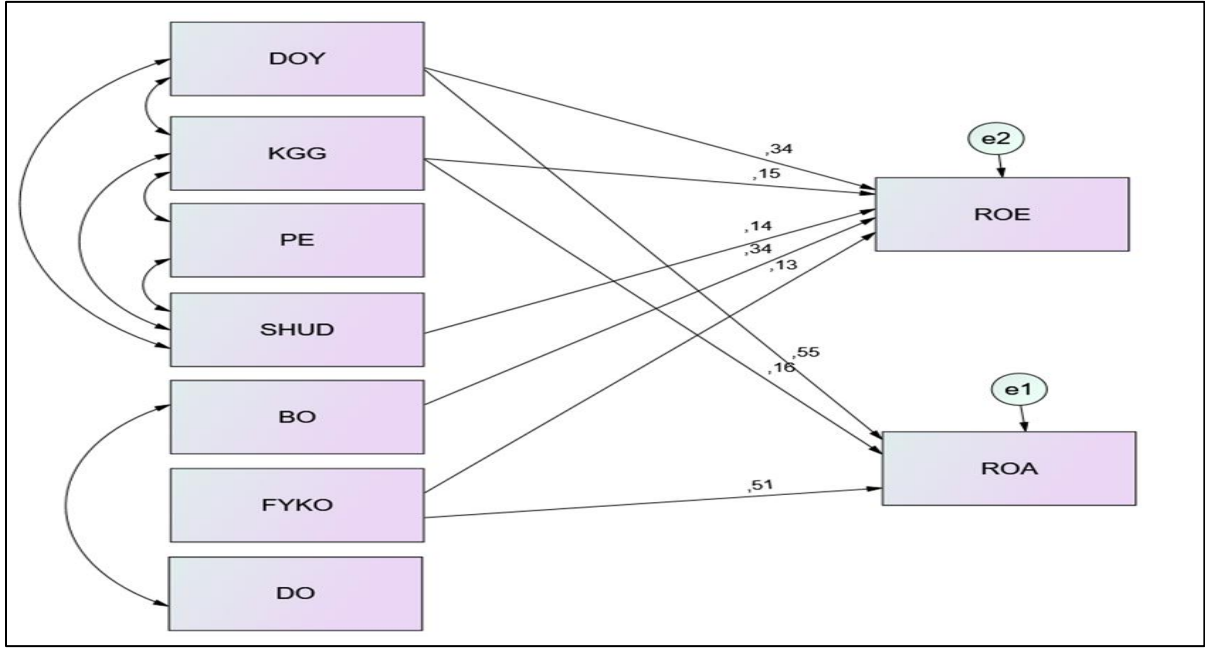 DOY
KGG
PE
SHUD
BO
FYKO
DO
,34
,15
,14
,34
,13
,55
,16
,51
e2
ROE
e1
ROA